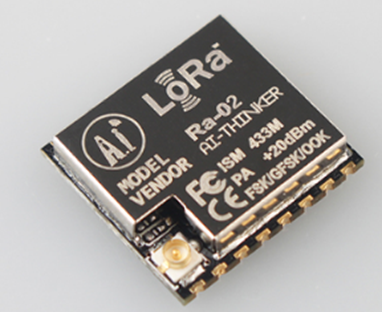 LoRa
Ra-02
AI-THINKER
Ai
MODEL
VENDOR
FC
CE
ISM 433M
PA +20dBm
FSK/GFSK/OOK